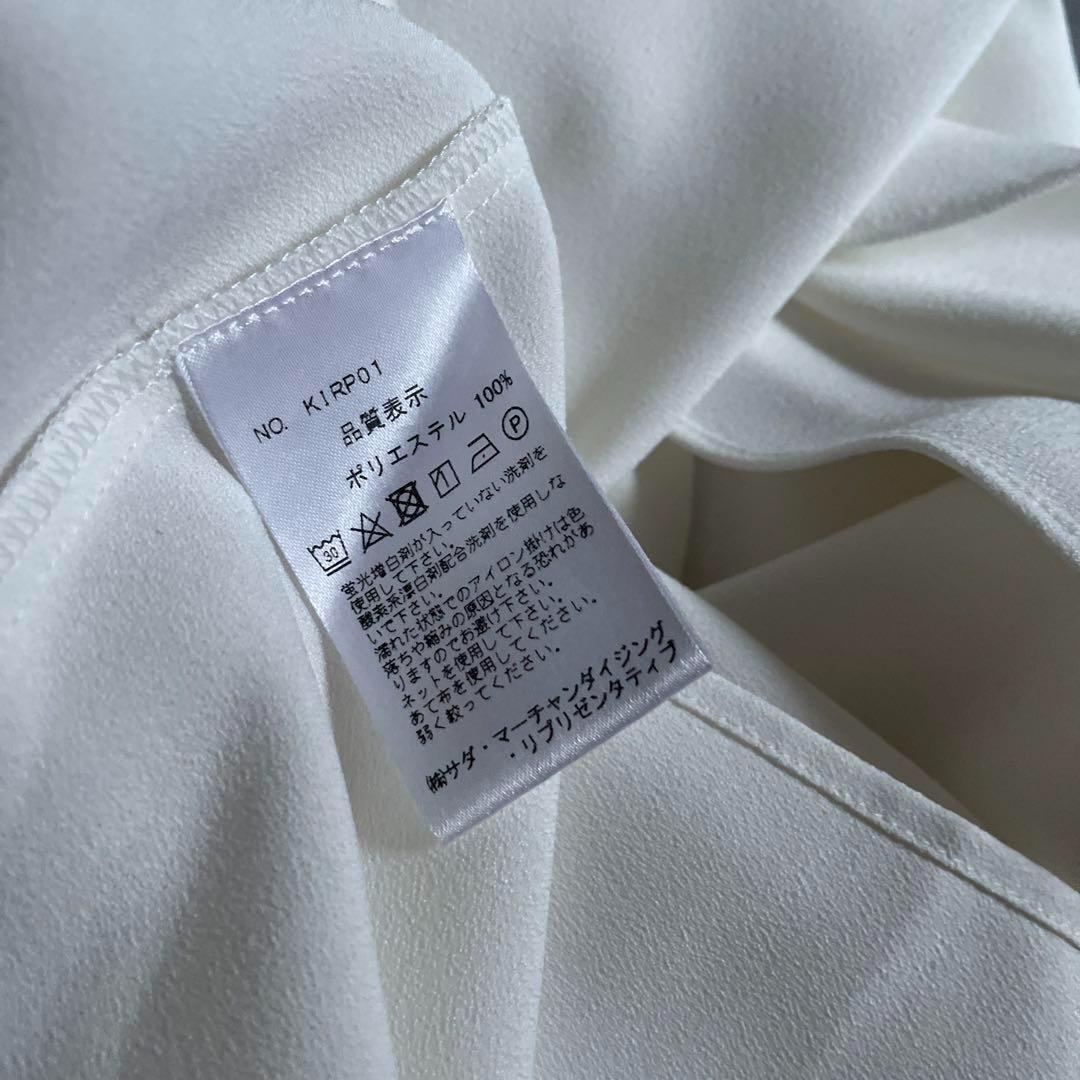 NO. KIRP01
品質表示
ポリエステル 100%
30 P
蛍光増白剤が入っていない洗剤を
使用して下さい。
酸素系漂白剤配合洗剤を使用しな
いで下さい。
濡れた状態でのアイロン掛けは色
落ちや縮みの原因となる恐れがあ
りますのでお避け下さい。
ネットを使用して下さい。
あて布を使用してください。
弱く絞ってください。
㈱サダ・マーチャンダイジング
・リプリゼンタティブ